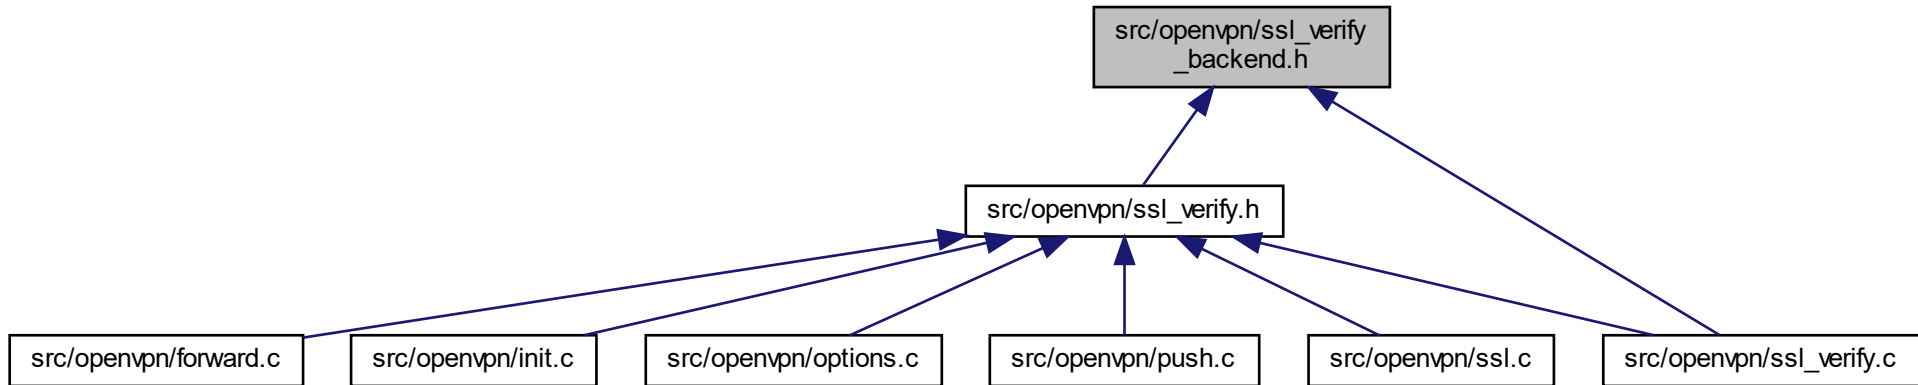 src/openvpn/ssl_verify
_backend.h
src/openvpn/ssl_verify.h
src/openvpn/forward.c
src/openvpn/init.c
src/openvpn/options.c
src/openvpn/push.c
src/openvpn/ssl.c
src/openvpn/ssl_verify.c